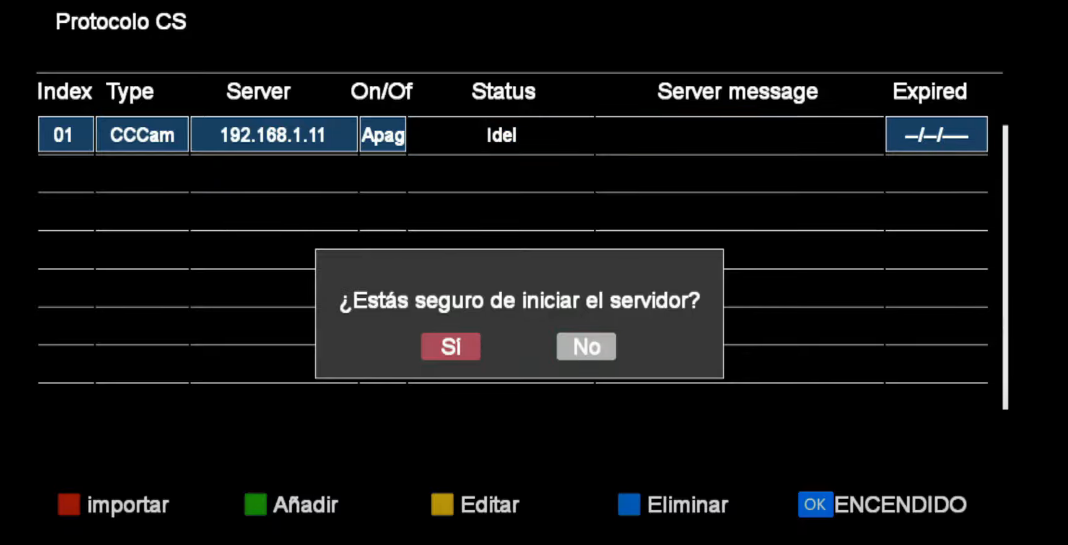 Protocolo CS
Index Type Server On/Of Status Server message Expired
01 CCCam 192.168.1.11 Apag Idel --/--/----
¿Estás seguro de iniciar el servidor?
Sí No
importar Añadir Editar Eliminar OK ENCENDIDO